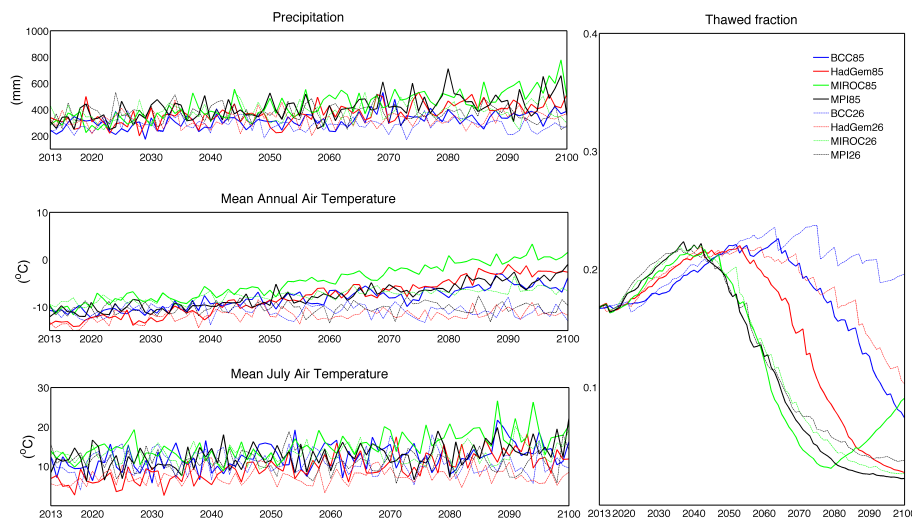 Precipitation
1000
800
600
400
200
(mm)
2013 2020 2030 2040 2050 2060 2070 2080 2090 2100
Mean Annual Air Temperature
10
0
-10
(°C)
2013 2020 2030 2040 2050 2060 2070 2080 2090 2100
Mean July Air Temperature
30
20
10
(°C)
2013 2020 2030 2040 2050 2060 2070 2080 2090 2100
Thawed fraction
0.4
0.3
0.2
0.1
BCC85
HadGem85
MIROC85
MPI85
BCC26
HadGem26
MIROC26
MPI26
2013 2020 2030 2040 2050 2060 2070 2080 2090 2100